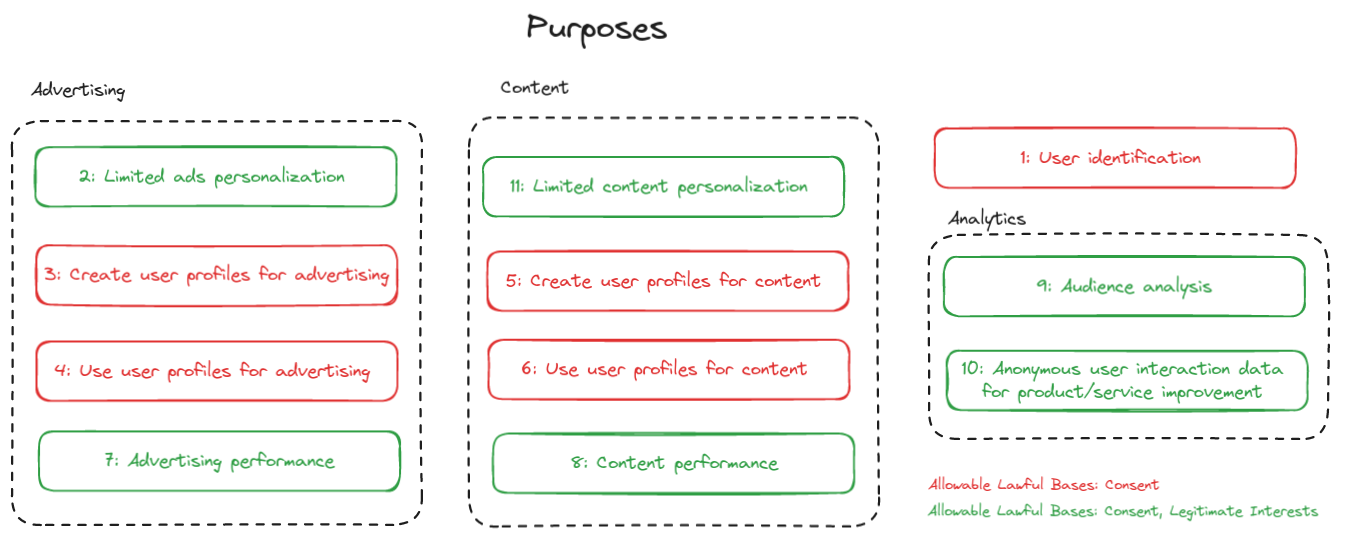 Purposes
Advertising
2: Limited ads personalization
3: Create user profiles for advertising
4: Use user profiles for advertising
7: Advertising performance
Content
11: Limited content personalization
5: Create user profiles for content
6: Use user profiles for content
8: Content performance
1: User identification
Analytics
9: Audience analysis
10: Anonymous user interaction data
for product/service improvement
Allowable Lawful Bases: Consent
Allowable Lawful Bases: Consent, Legitimate Interests